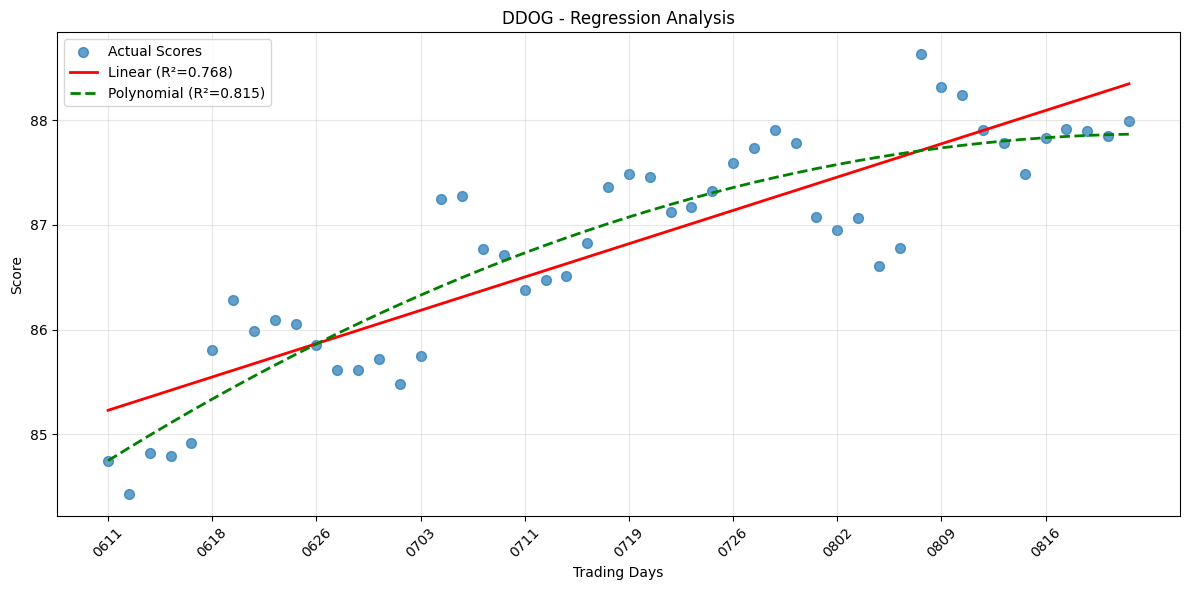 DDOG - Regression Analysis
Actual Scores
Linear (R²=0.768)
Polynomial (R²=0.815)
Score
88
87
86
85
0611
0618
0626
0703
0711
0719
0726
0802
0809
0816
Trading Days